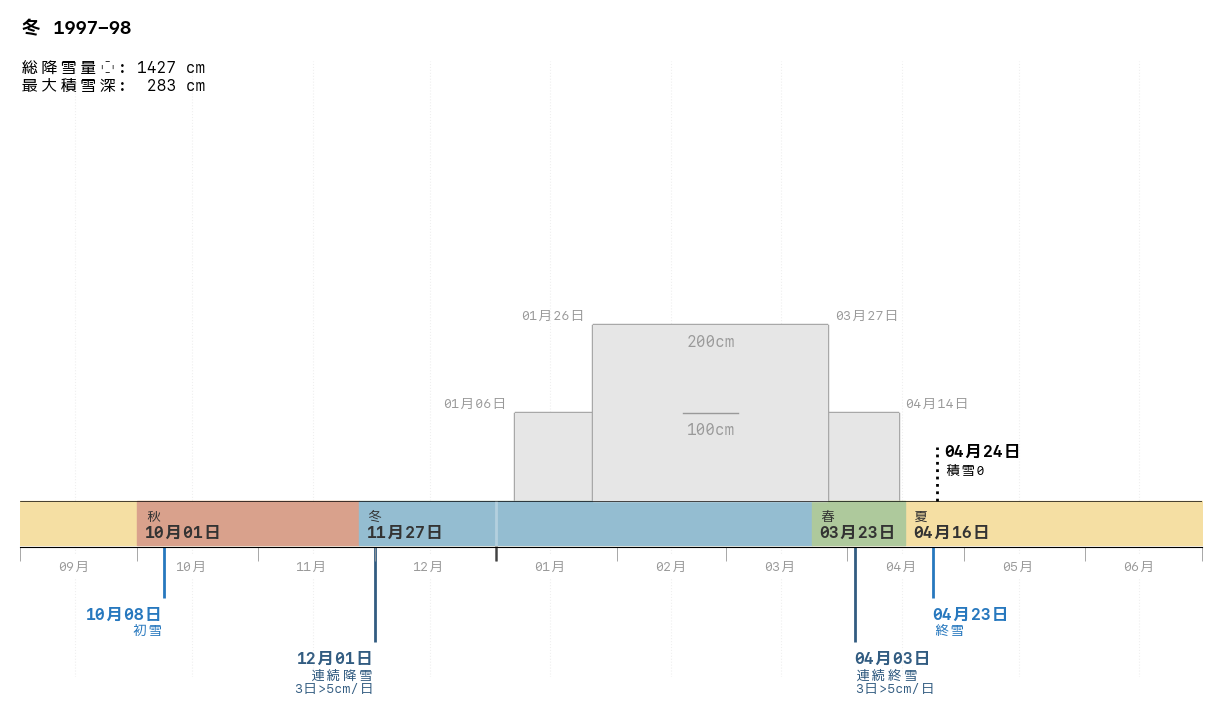 冬 1997–98
総降雪量: 1427 cm
最大積雪深: 283 cm
01月26日
03月27日
200cm
01月06日
04月14日
100cm
04月24日
積雪0
秋
10月01日
冬
11月27日
春
03月23日
夏
04月16日
09月
10月
11月
12月
01月
02月
03月
04月
05月
06月
10月08日
初雪
04月23日
終雪
12月01日
連続降雪
3日>5cm/日
04月03日
連続終雪
3日>5cm/日